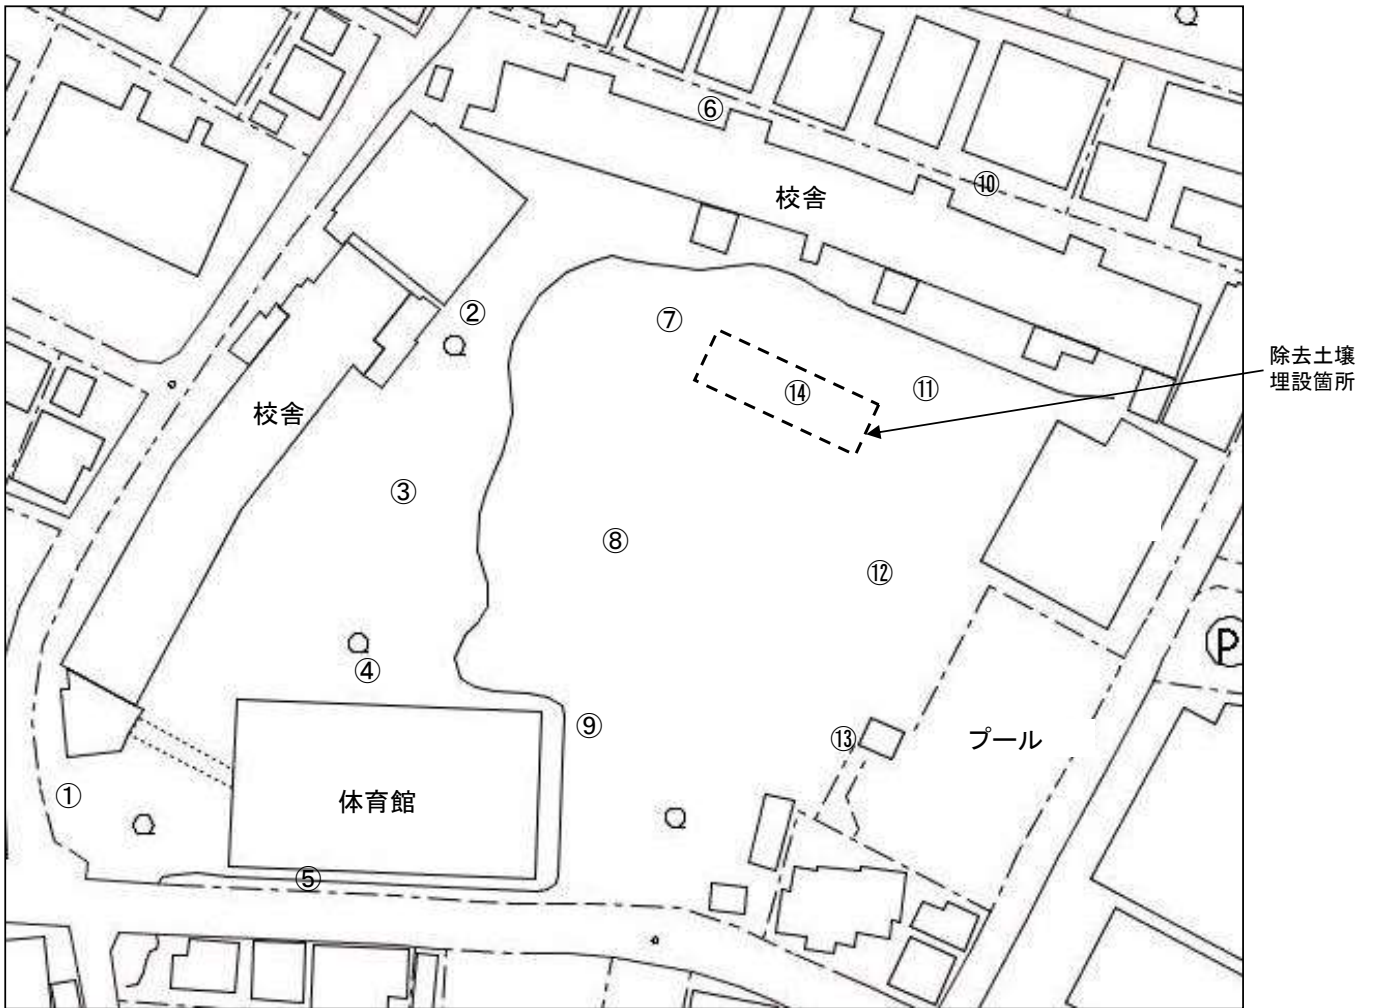 ⑥
⑩
校舎
②
⑦
除去土壌
埋設箇所
⑭
⑪
校舎
③
⑧
⑫
P
④
⑨
⑬
プール
①
体育館
⑤